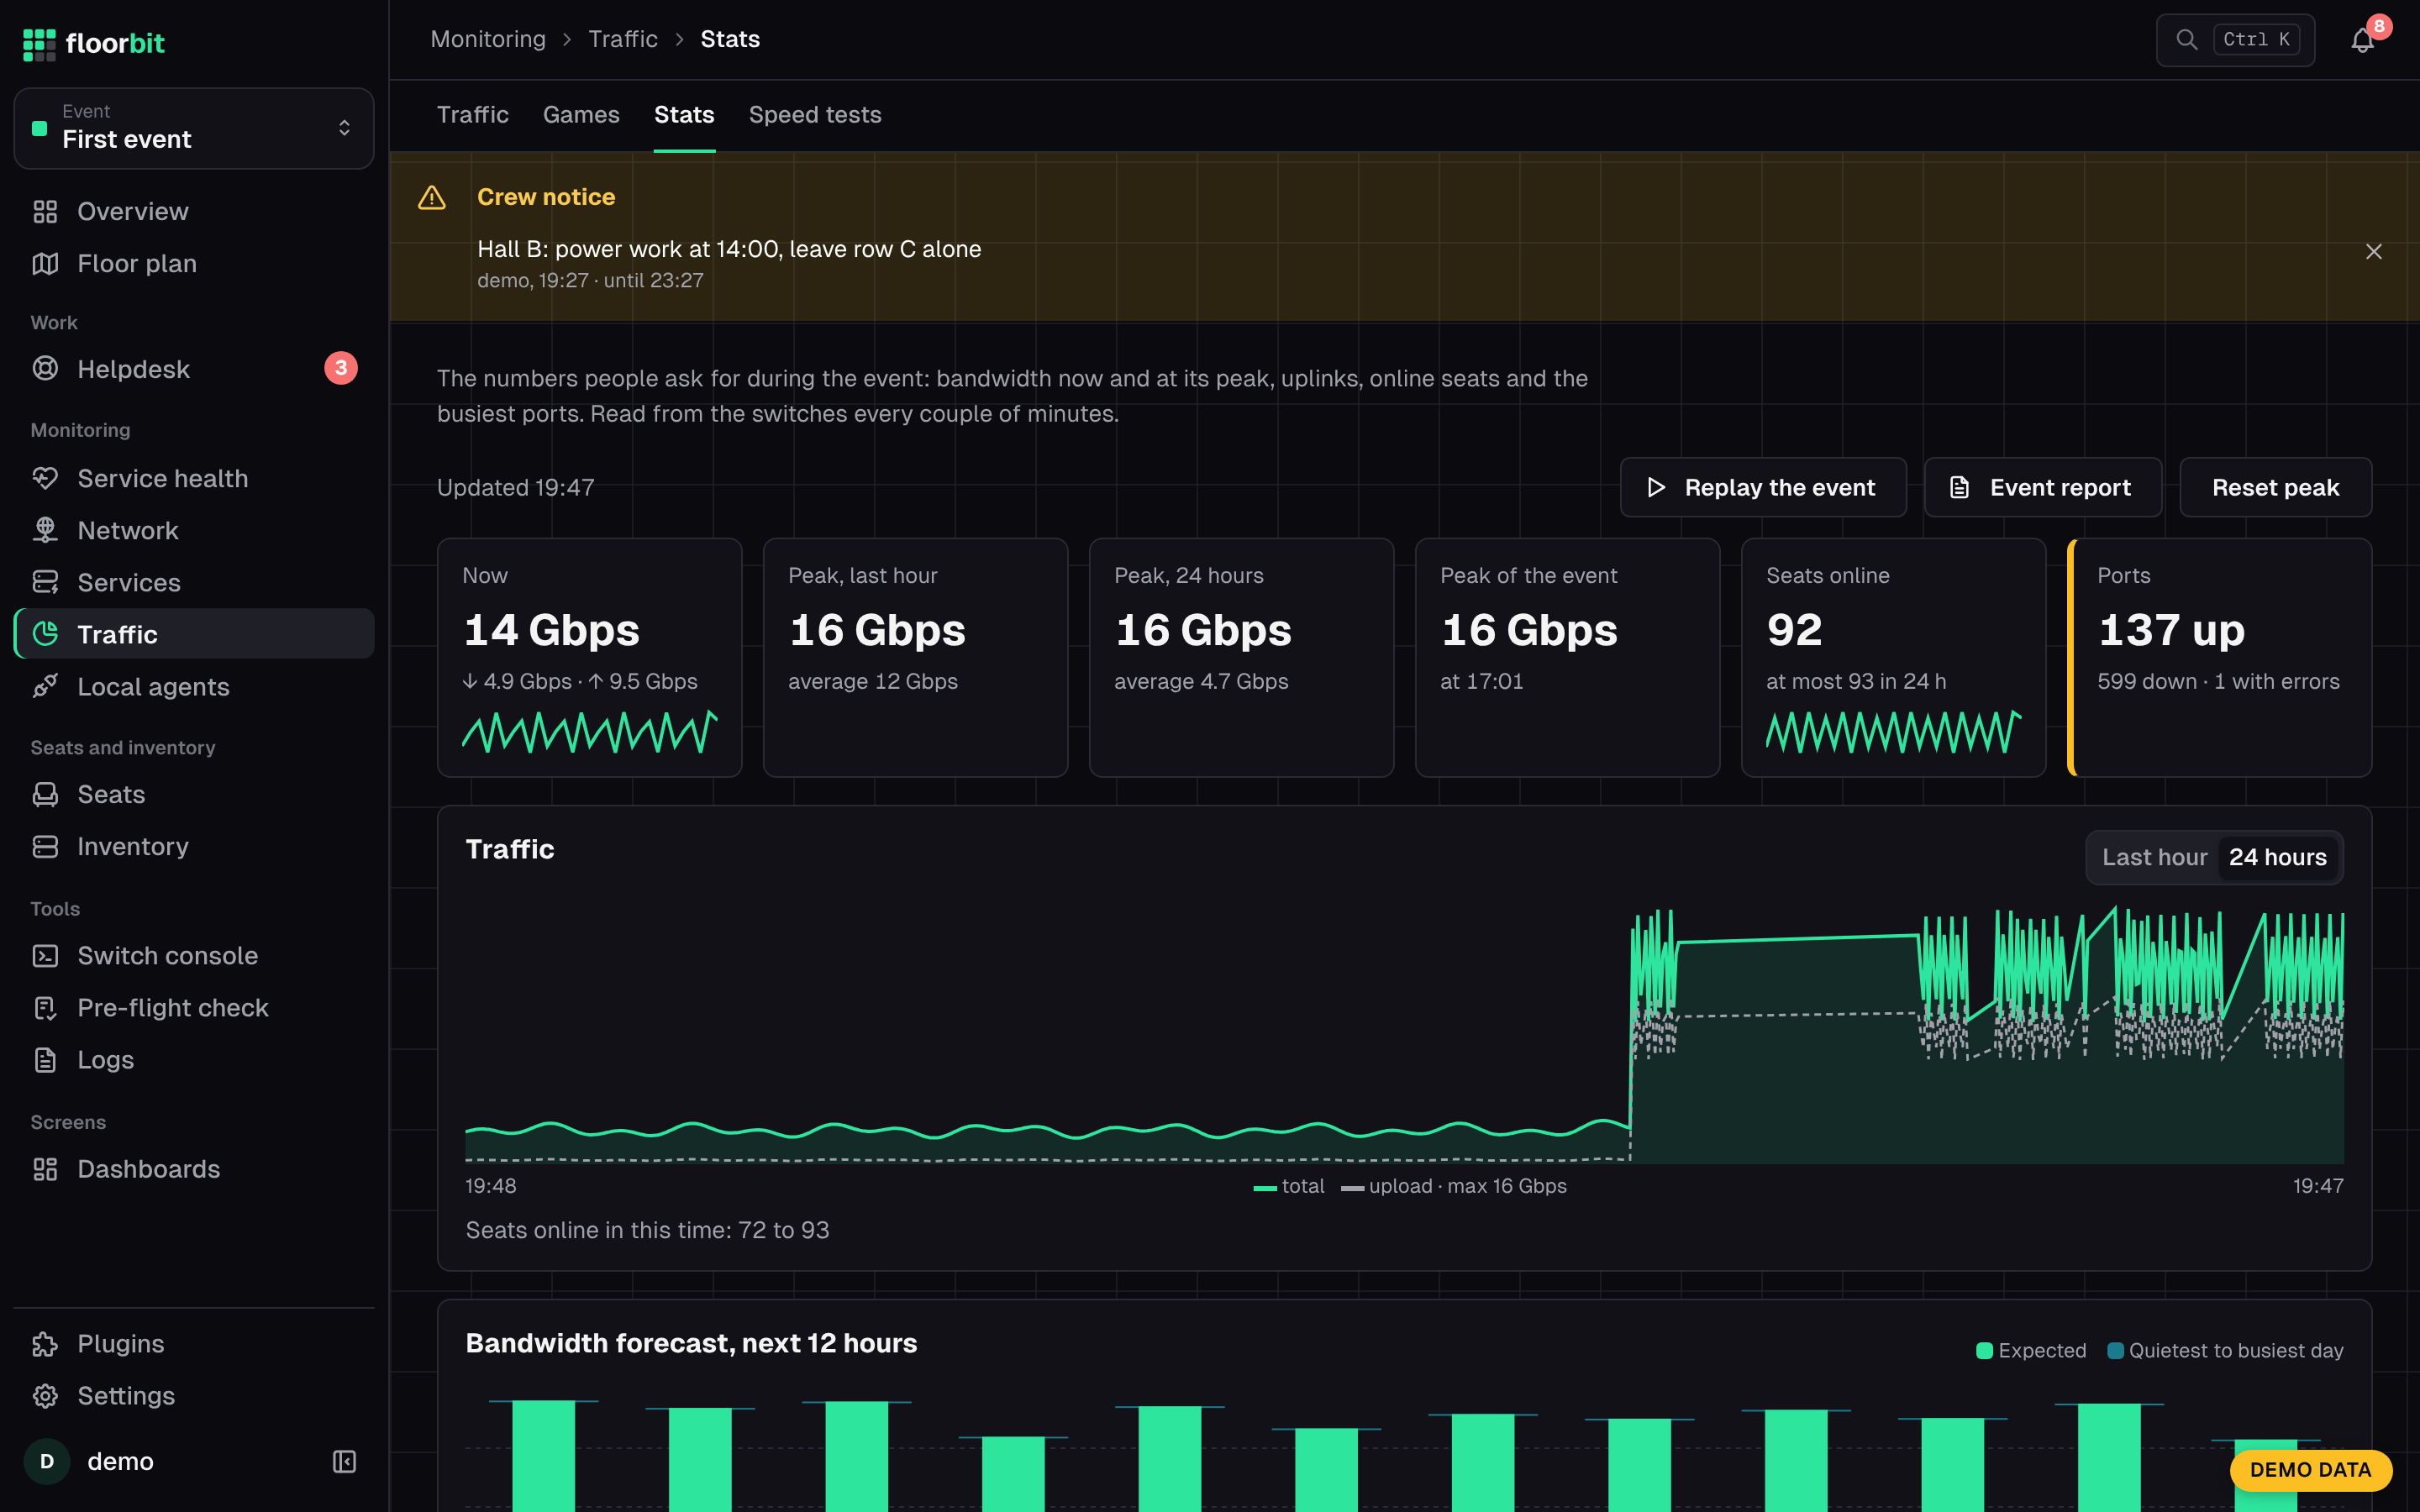 floorbit
Event
First event
Overview
Floor plan
Work
Helpdesk
3
Monitoring
Service health
Network
Services
Traffic
Local agents
Seats and inventory
Seats
Inventory
Tools
Switch console
Pre-flight check
Logs
Screens
Dashboards
Plugins
Settings
D
demo
Monitoring > Traffic > Stats
Ctrl K
8
Traffic
Games
Stats
Speed tests
Crew notice
Hall B: power work at 14:00, leave row C alone
demo, 19:27 · until 23:27
The numbers people ask for during the event: bandwidth now and at its peak, uplinks, online seats and the
busiest ports. Read from the switches every couple of minutes.
Updated 19:47
Replay the event
Event report
Reset peak
Now
14 Gbps
↓ 4.9 Gbps · ↑ 9.5 Gbps
Peak, last hour
16 Gbps
average 12 Gbps
Peak, 24 hours
16 Gbps
average 4.7 Gbps
Peak of the event
16 Gbps
at 17:01
Seats online
92
at most 93 in 24 h
Ports
137 up
599 down · 1 with errors
Traffic
Last hour
24 hours
19:48
total
upload · max 16 Gbps
19:47
Seats online in this time: 72 to 93
Bandwidth forecast, next 12 hours
Expected
Quietest to busiest day
DEMO DATA